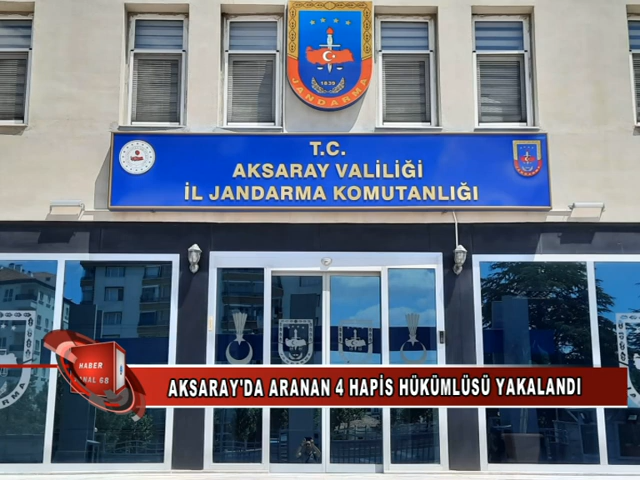 1839
JANDARMA
T.C.
AKSARAY VALİLİĞİ
İL JANDARMA KOMUTANLIĞI
HABER
KANAL 68
AKSARAY'DA ARANAN 4 HAPİS HÜKÜMLÜSÜ YAKALANDI